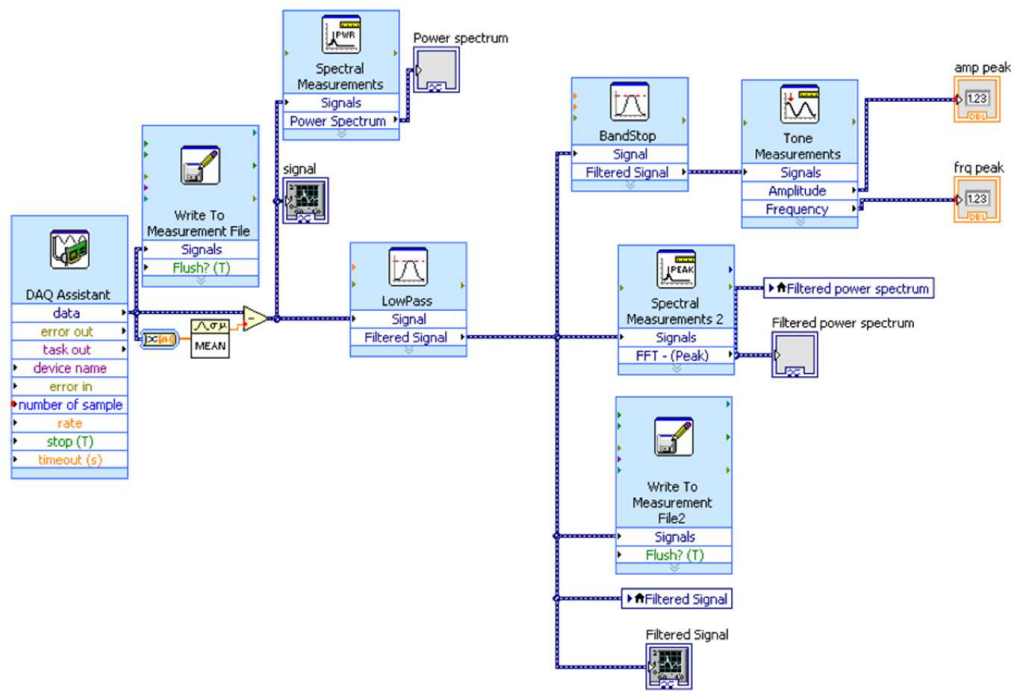 PWR
Spectral
Measurements
Signals
Power Spectrum
Power spectrum
Write To
Measurement File
Signals
Flush? (T)
signal
DAQ Assistant
data
error out
task out
device name
error in
number of sample
rate
stop (T)
timeout (s)
MEAN
LowPass
Signal
Filtered Signal
BandStop
Signal
Filtered Signal
Tone
Measurements
Signals
Amplitude
Frequency
amp peak
1.23
DBL
frq peak
1.23
PEAK
Spectral
Measurements 2
Signals
FFT - (Peak)
Filtered power spectrum
Filtered power spectrum
Write To
Measurement
File2
Signals
Flush? (T)
Filtered Signal
Filtered Signal